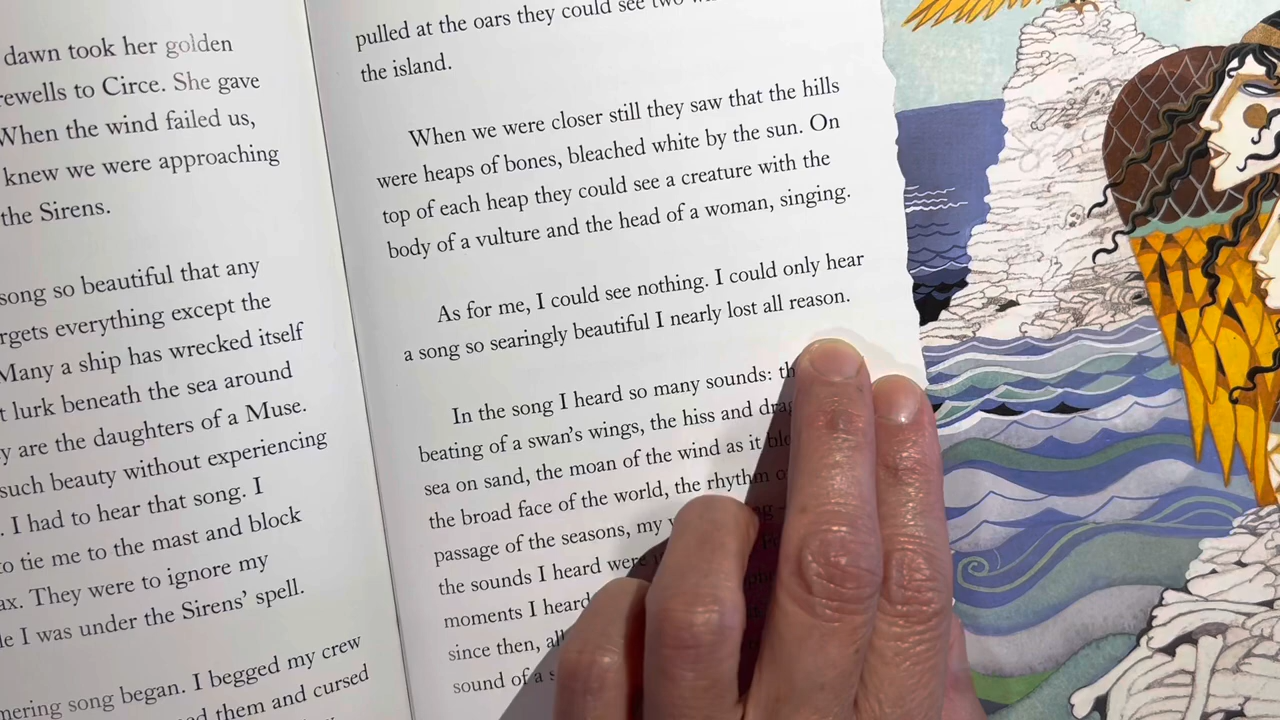 dawn took her golden
to Circe. She gave
When the wind failed us,
knew we were approaching
the Sirens.
song so beautiful that any
everything except the
Many a ship has wrecked itself
lurk beneath the sea around
are the daughters of a Muse.
such beauty without experiencing
. I had to hear that song. I
to tie me to the mast and block
They were to ignore my
I was under the Sirens' spell.
song began. I begged my crew
them and cursed
pulled at the oars they could see two
the island.
When we were closer still they saw that the hills
were heaps of bones, bleached white by the sun. On
top of each heap they could see a creature with the
body of a vulture and the head of a woman, singing.
As for me, I could see nothing. I could only hear
a song so searingly beautiful I nearly lost all reason.
In the song I heard so many sounds:
beating of a swan's wings, the hiss and
sea on sand, the moan of the wind as it
the broad face of the world, the rhythm
passage of the seasons, my
the sounds I heard were
moments I heard
since then,
sound of a